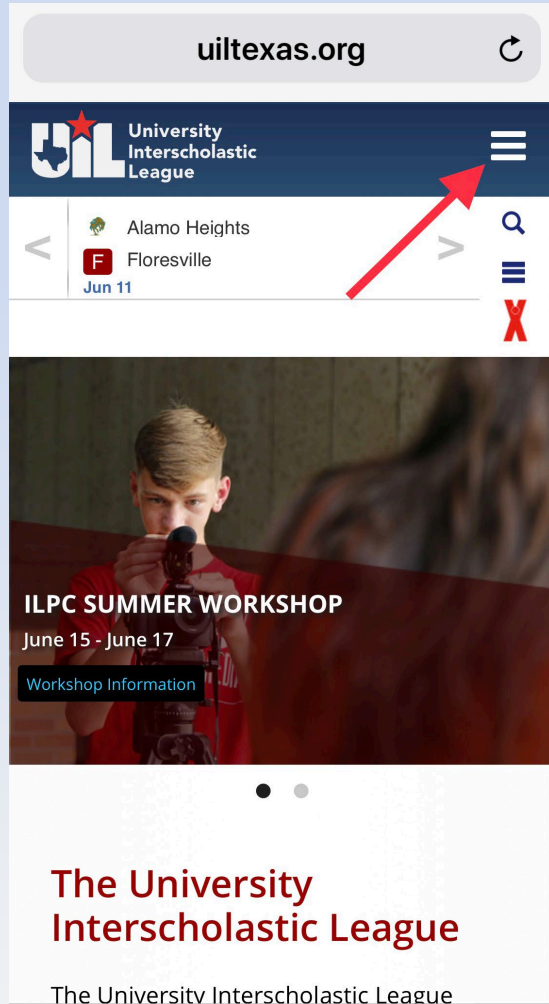 uiltexas.org
UIL
University
Interscholastic
League
<
Alamo Heights
>
F
Floresville
Jun 11
ILPC SUMMER WORKSHOP
June 15 - June 17
Workshop Information
The University
Interscholastic League
The University Interscholastic League